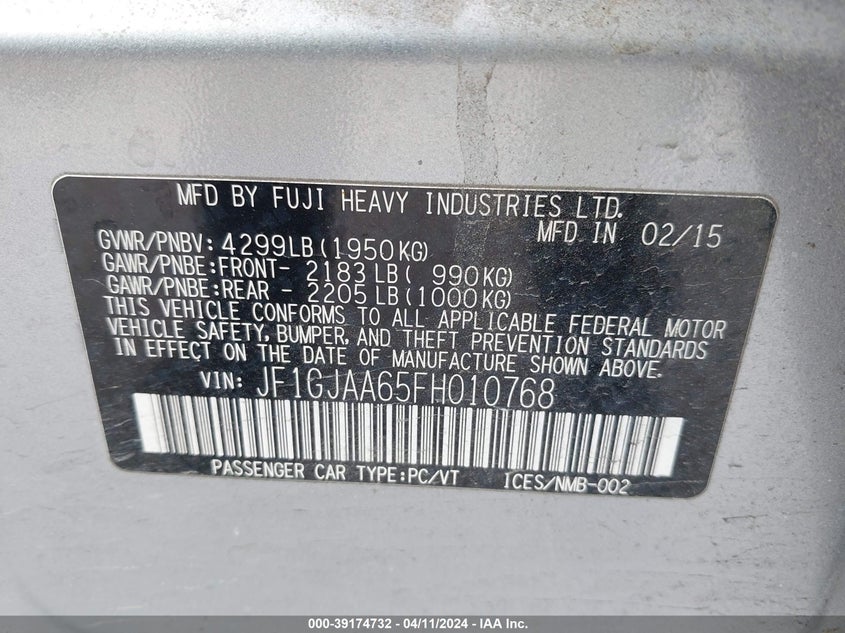 MFD BY FUJI HEAVY INDUSTRIES LTD.
MFD IN 02/15
GVWR/PNBV: 4299LB (1950KG)
GAWR/PNBE:FRONT- 2183 LB ( 990KG)
GAWR/PNBE:REAR - 2205 LB (1000KG)
THIS VEHICLE CONFORMS TO ALL APPLICABLE FEDERAL MOTOR
VEHICLE SAFETY, BUMPER, AND THEFT PREVENTION STANDARDS
IN EFFECT ON THE DATE OF MANUFACTURE SHOWN ABOVE.
VIN: JF1GJAA65FH010768
PASSENGER CAR TYPE:PC/VT ICES/NMB-002
000-39174732 - 04/11/2024 - IAA Inc.